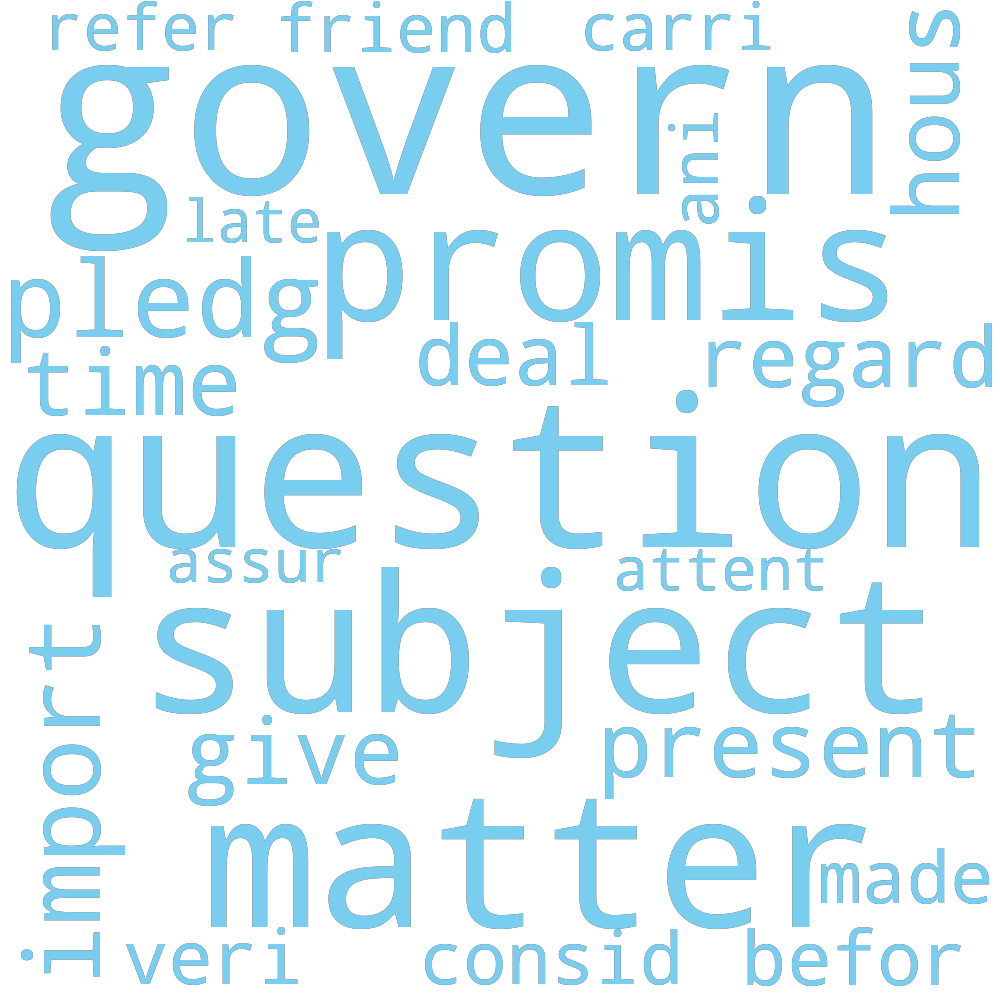 refer friend carri
hous
govern
ani
late
promis
pledg
deal regard
time
question
assur attent
subject
import
give present
matter
made
veri consid befor